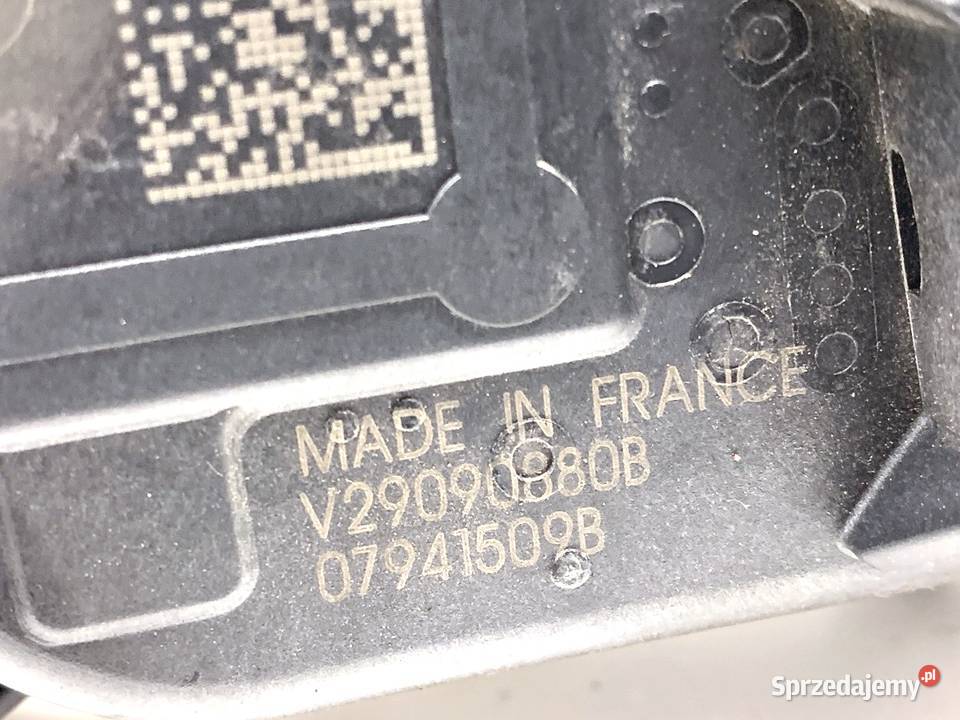 MADE IN FRANCE
V29090880B
07941509B
Sprzedajemy.pl